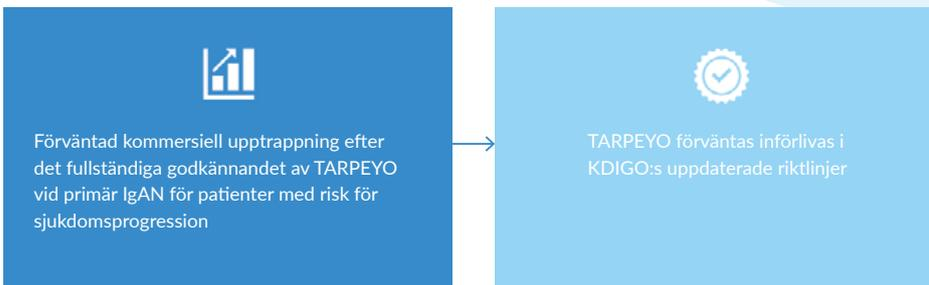 Förväntad kommersiell upptrappning efter
det fullständiga godkännandet av TARPEYO
vid primär IgAN för patienter med risk för
sjukdomsprogression
TARPEYO förväntas införlivas i
KDIGO:s uppdaterade riktlinjer